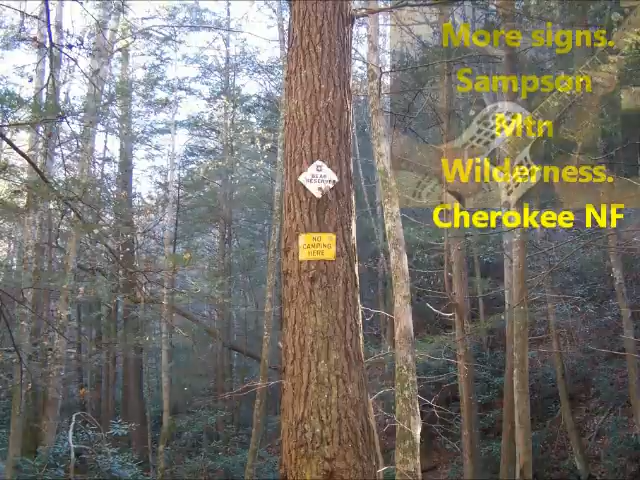 More signs.
Sampson
Mtn
Wilderness.
Cherokee NF
BEAR
RESERVE
NO
CAMPING
HERE